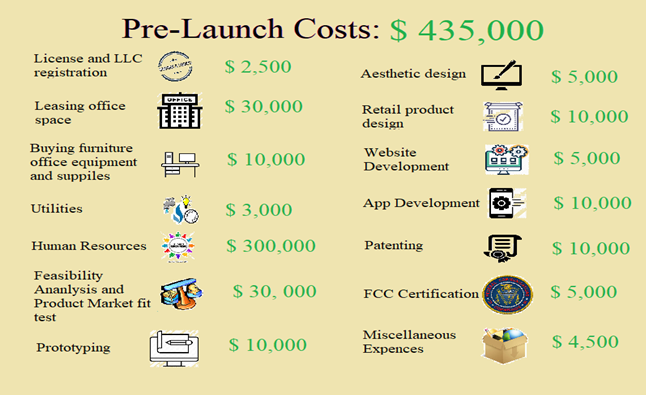 Pre-Launch Costs: $ 435,000
License and LLC
registration
$ 2,500
Leasing office
space
OFFICE
$ 30,000
Buying furniture
office equipment
and suppiles
$ 10,000
Utilities
$ 3,000
Human Resources
$ 300,000
Feasibility
Ananlysis and
Product Market fit
test
$ 30, 000
Prototyping
$ 10,000
Aesthetic design
$ 5,000
Retail product
design
$ 10,000
Website
Development
$ 5,000
App Development
$ 10,000
Patenting
$ 10,000
FCC Certification
$ 5,000
Miscellaneous
Expences
$ 4,500